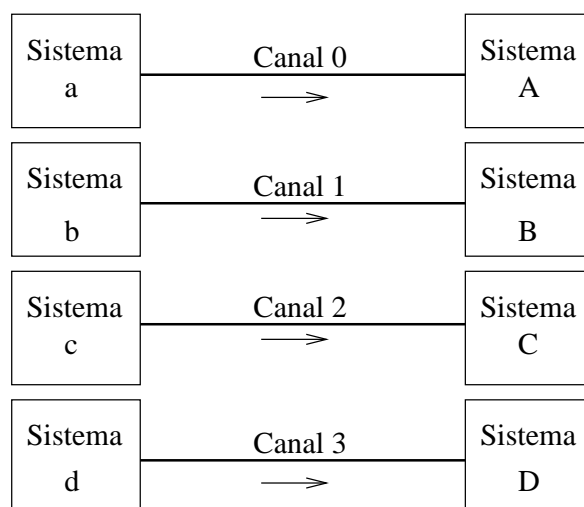 Sistema Canal 0 Sistema
a A
Sistema Canal 1 Sistema
b B
Sistema Canal 2 Sistema
c C
Sistema Canal 3 Sistema
d D